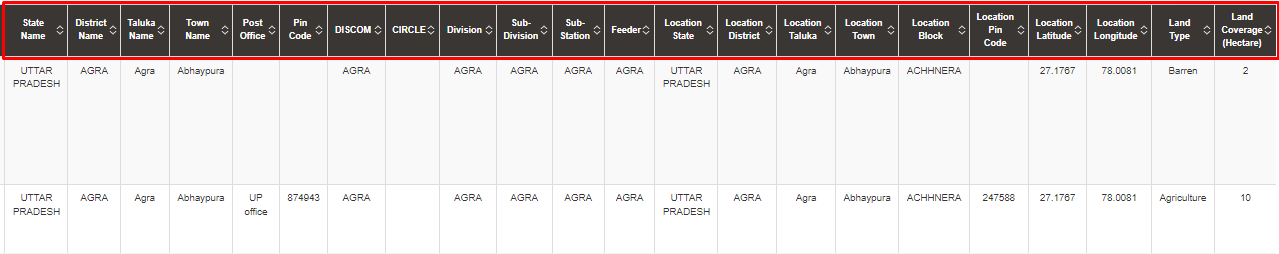 State Name District Name Taluka Name Town Name Post Office Pin Code DISCOM CIRCLE Division Sub-Division Sub-Station Feeder Location State Location District Location Taluka Location Town Location Block Location Pin Code Location Latitude Location Longitude Land Type Land Coverage (Hectare)
UTTAR PRADESH AGRA Agra Abhaypura AGRA AGRA AGRA AGRA AGRA UTTAR PRADESH AGRA Agra Abhaypura ACHHNERA 27.1767 78.0081 Barren 2
UTTAR PRADESH AGRA Agra Abhaypura UP office 874943 AGRA AGRA AGRA AGRA AGRA UTTAR PRADESH AGRA Agra Abhaypura ACHHNERA 247588 27.1767 78.0081 Agriculture 10